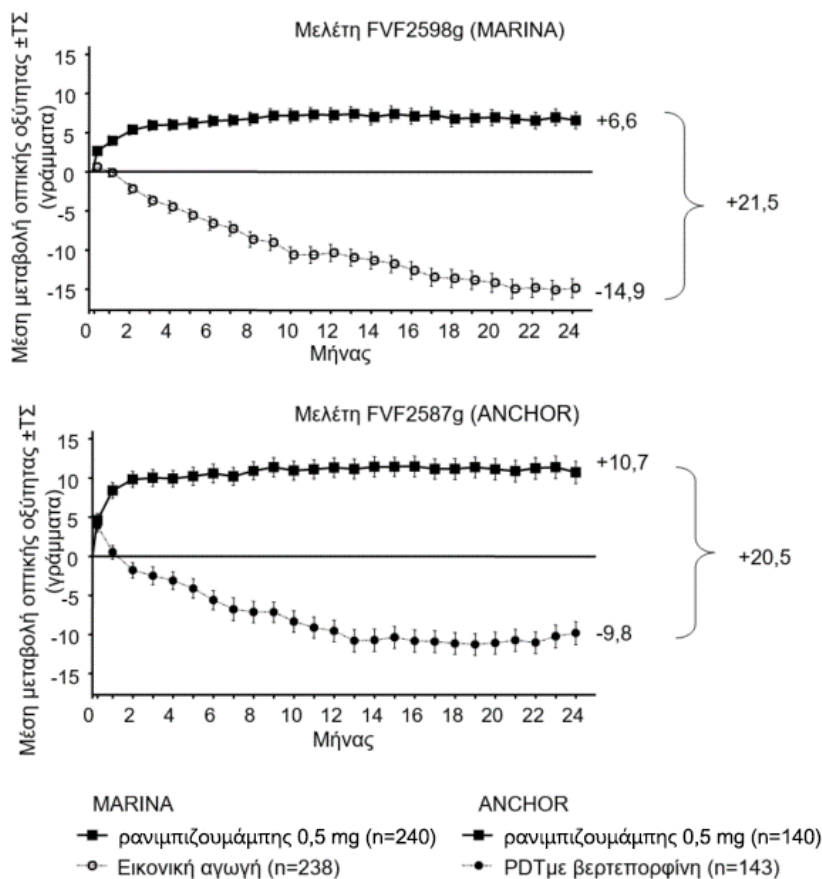 Μελέτη FVF2598g (MARINA)
Μέση μεταβολή οπτικής οξύτητας ±ΤΣ
(γράμματα)
15
10
5
0
-5
-10
-15
+6,6
+21,5
-14,9
0 2 4 6 8 10 12 14 16 18 20 22 24
Μήνας
Μελέτη FVF2587g (ANCHOR)
Μέση μεταβολή οπτικής οξύτητας ±ΤΣ
(γράμματα)
15
10
5
0
-5
-10
-15
+10,7
+20,5
-9,8
0 2 4 6 8 10 12 14 16 18 20 22 24
Μήνας
MARINA
ρανιμπιζουμάμπης 0,5 mg (n=240)
Εικονική αγωγή (n=238)
ANCHOR
ρανιμπιζουμάμπης 0,5 mg (n=140)
PDTμε βερτεπορφίνη (n=143)